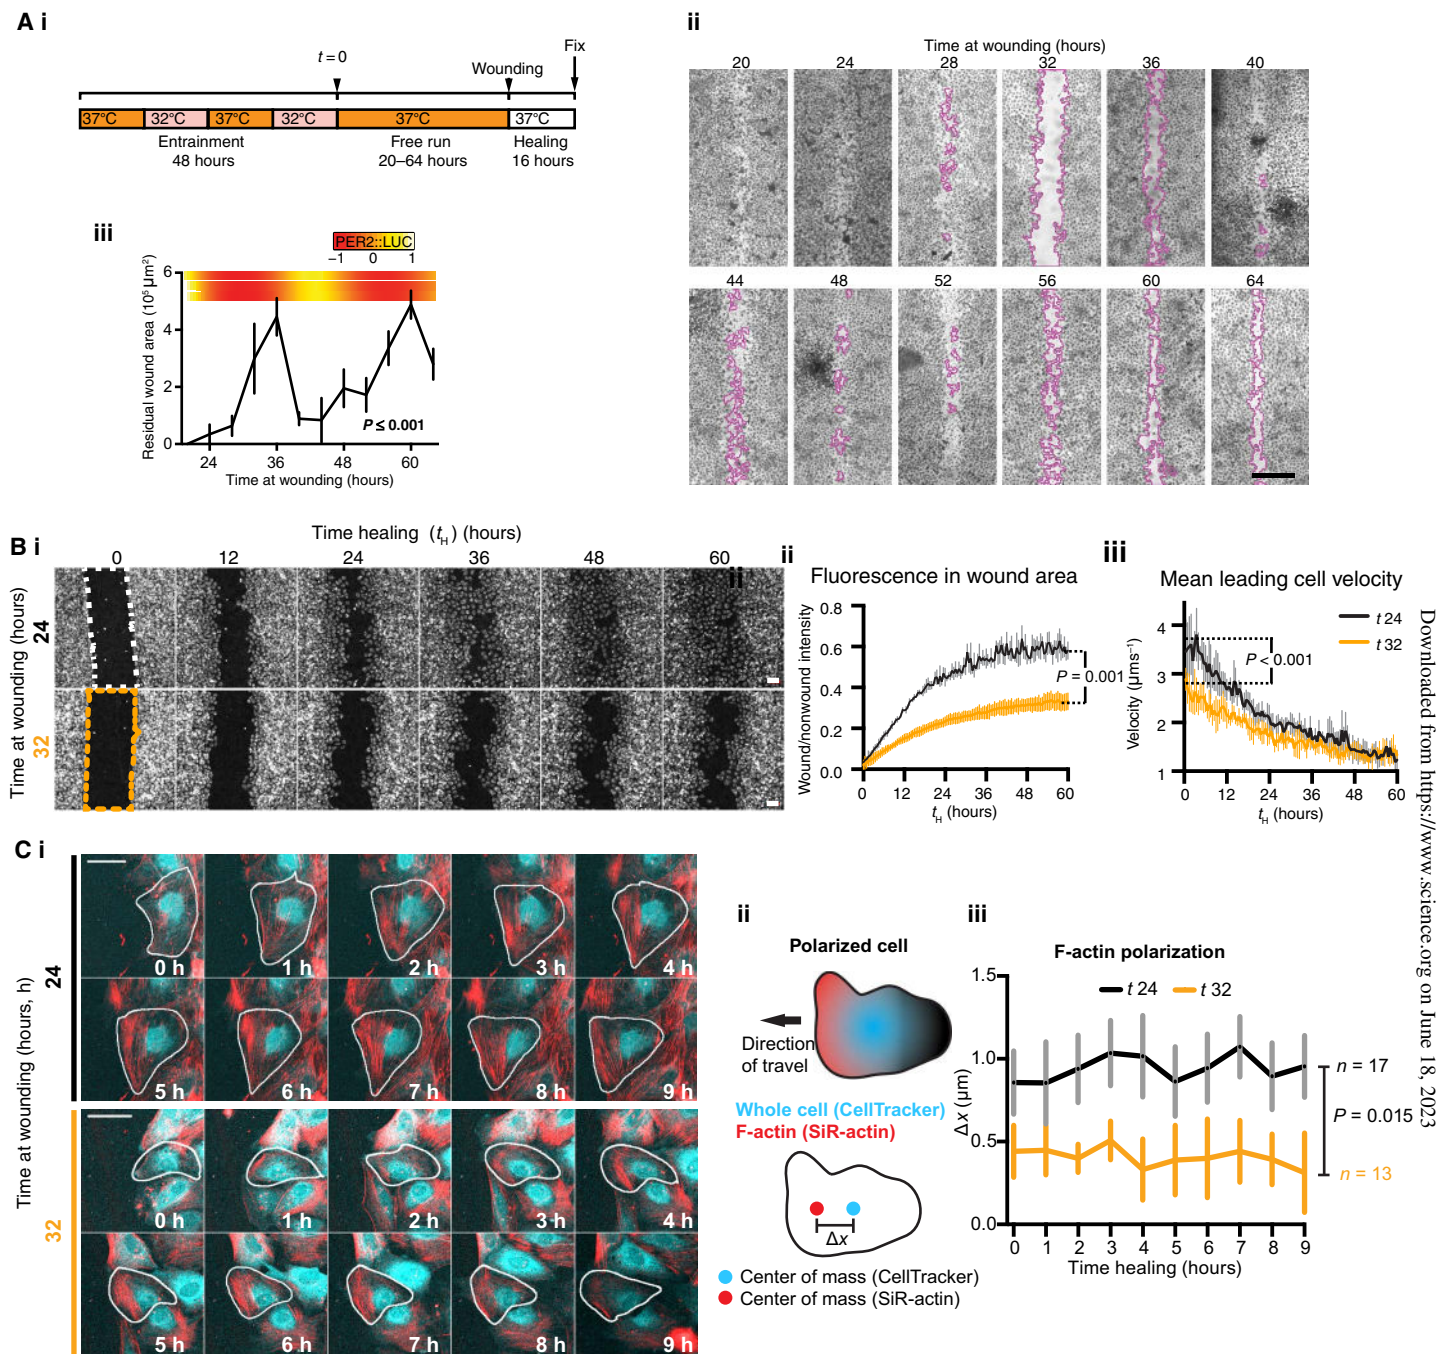 A i
t = 0
Wounding
Fix
37°C 32°C 37°C 32°C 37°C 37°C
Entrainment
48 hours
Free run
20–64 hours
Healing
16 hours
ii
Time at wounding (hours)
20 24 28 32 36 40
44 48 52 56 60 64
iii
PER2::LUC
−1 0 1
Residual wound area (10⁵ µm²)
6
4
2
0
P ≤ 0.001
24 36 48 60
Time at wounding (hours)
B i
Time healing (tH) (hours)
0 12 24 36 48 60
Time at wounding (hours)
24
32
ii
ii
Fluorescence in wound area
Wound/nonwound intensity
0.8
0.6
0.4
0.2
0.0
P = 0.001
0 12 24 36 48 60
tH (hours)
iii
Mean leading cell velocity
Velocity (µms⁻¹)
4
3
2
1
t 24
t 32
P < 0.001
0 12 24 36 48 60
tH (hours)
C i
Time at wounding (hours, h)
24
0 h 1 h 2 h 3 h 4 h
5 h 6 h 7 h 8 h 9 h
32
0 h 1 h 2 h 3 h 4 h
5 h 6 h 7 h 8 h 9 h
ii
Polarized cell
Direction
of travel
Whole cell (CellTracker)
F-actin (SiR-actin)
Δx
Center of mass (CellTracker)
Center of mass (SiR-actin)
iii
F-actin polarization
t 24 t 32
Δx (µm)
1.5
1.0
0.5
0.0
n = 17
P = 0.015
n = 13
0 1 2 3 4 5 6 7 8 9
Time healing (hours)
Downloaded from https://www.science.org on June 18, 2023